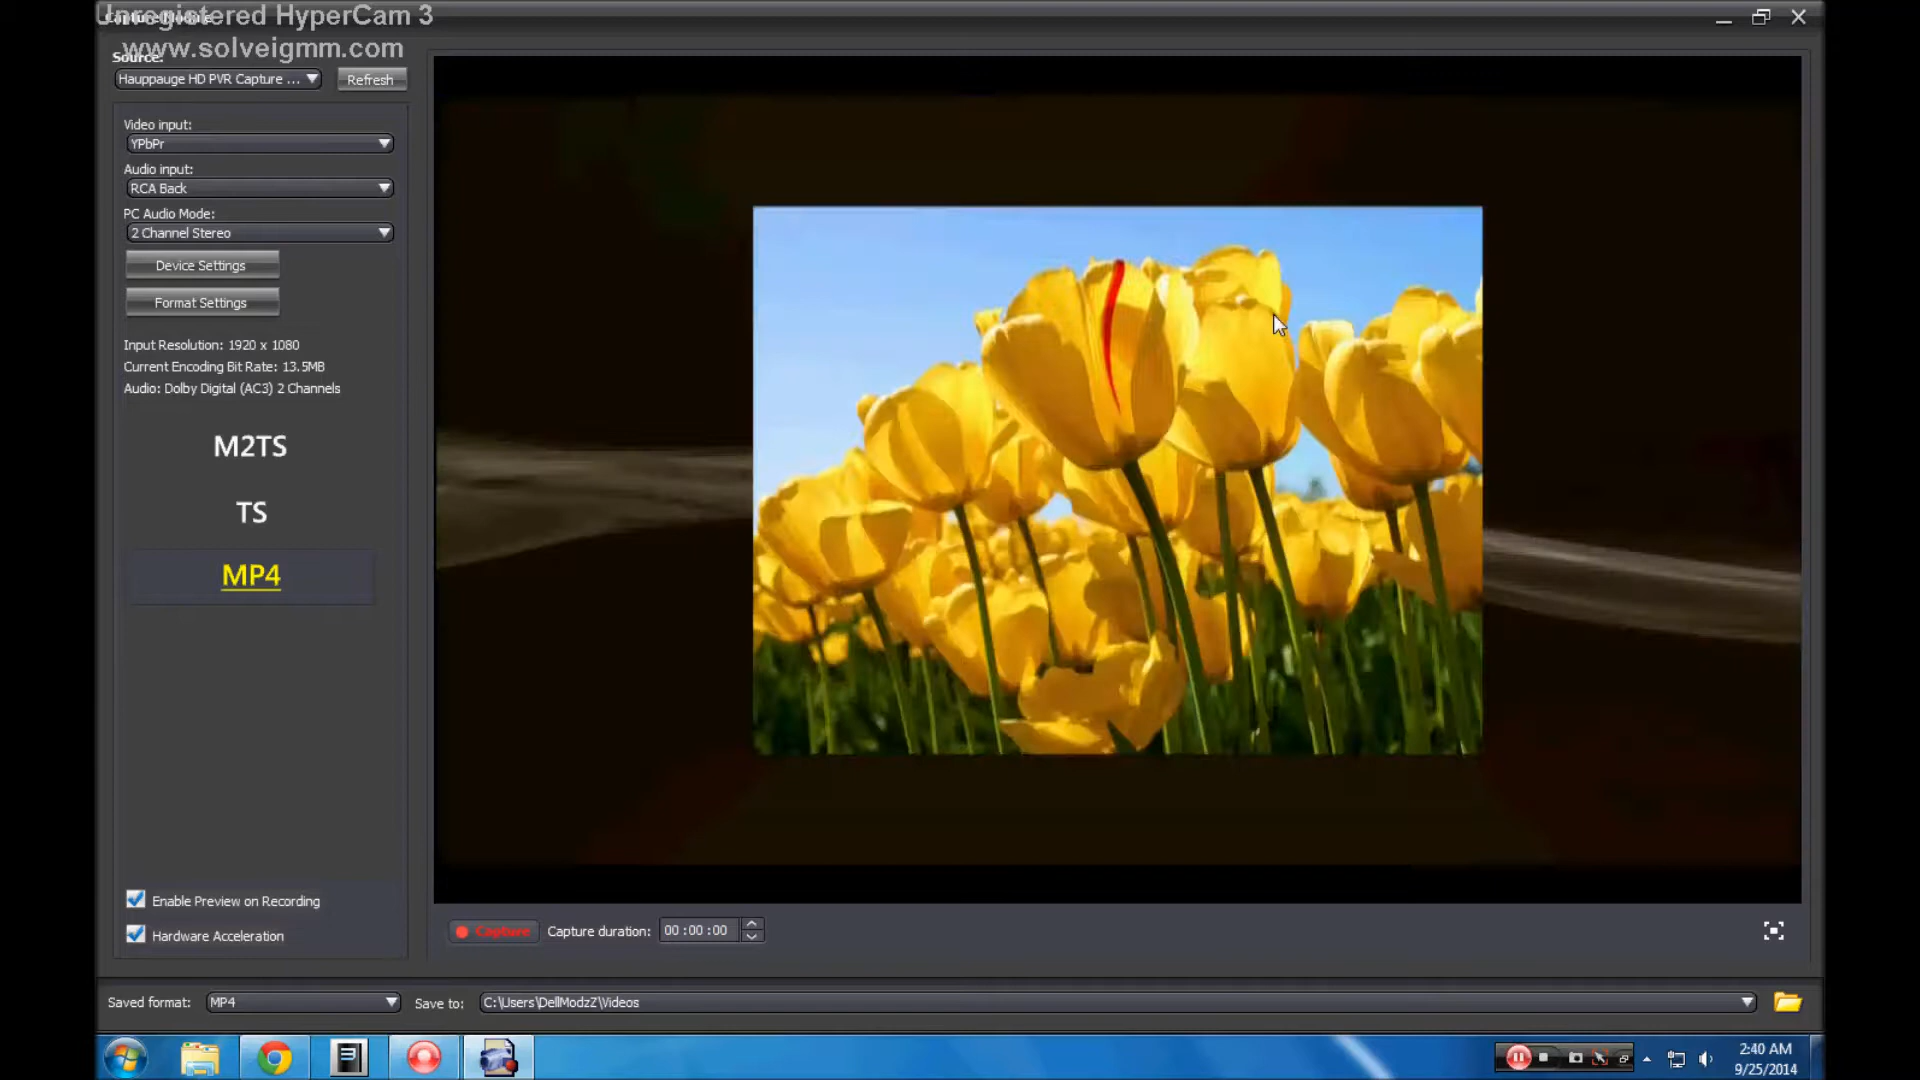 Unregistered HyperCam 3
www.solveigmm.com
Source:
Hauppauge HD PVR Capture ...
Refresh
Video input:
YPbPr
Audio input:
RCA Back
PC Audio Mode:
2 Channel Stereo
Device Settings
Format Settings
Input Resolution: 1920 x 1080
Current Encoding Bit Rate: 13.5MB
Audio: Dolby Digital (AC3) 2 Channels
M2TS
TS
MP4
Enable Preview on Recording
Hardware Acceleration
Capture
Capture duration:
00 :00 : 00
Saved format:
MP4
Save to:
C:\Users\DellModzZ\Videos
2:40 AM
9/25/2014